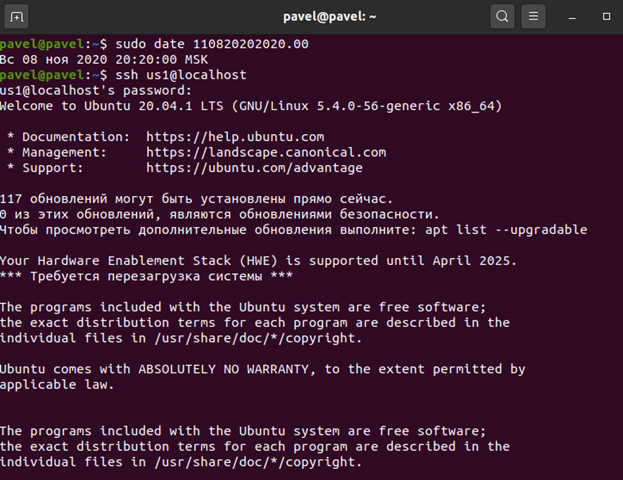 pavel@pavel: ~
pavel@pavel:~$ sudo date 110820202020.00
Вс 08 ноя 2020 20:20:00 MSK
pavel@pavel:~$ ssh us1@localhost
us1@localhost's password:
Welcome to Ubuntu 20.04.1 LTS (GNU/Linux 5.4.0-56-generic x86_64)
* Documentation:  https://help.ubuntu.com
* Management:     https://landscape.canonical.com
* Support:        https://ubuntu.com/advantage
117 обновлений могут быть установлены прямо сейчас.
0 из этих обновлений, являются обновлениями безопасности.
Чтобы просмотреть дополнительные обновления выполните: apt list --upgradable
Your Hardware Enablement Stack (HWE) is supported until April 2025.
*** Требуется перезагрузка системы ***
The programs included with the Ubuntu system are free software;
the exact distribution terms for each program are described in the
individual files in /usr/share/doc/*/copyright.
Ubuntu comes with ABSOLUTELY NO WARRANTY, to the extent permitted by
applicable law.
The programs included with the Ubuntu system are free software;
the exact distribution terms for each program are described in the
individual files in /usr/share/doc/*/copyright.